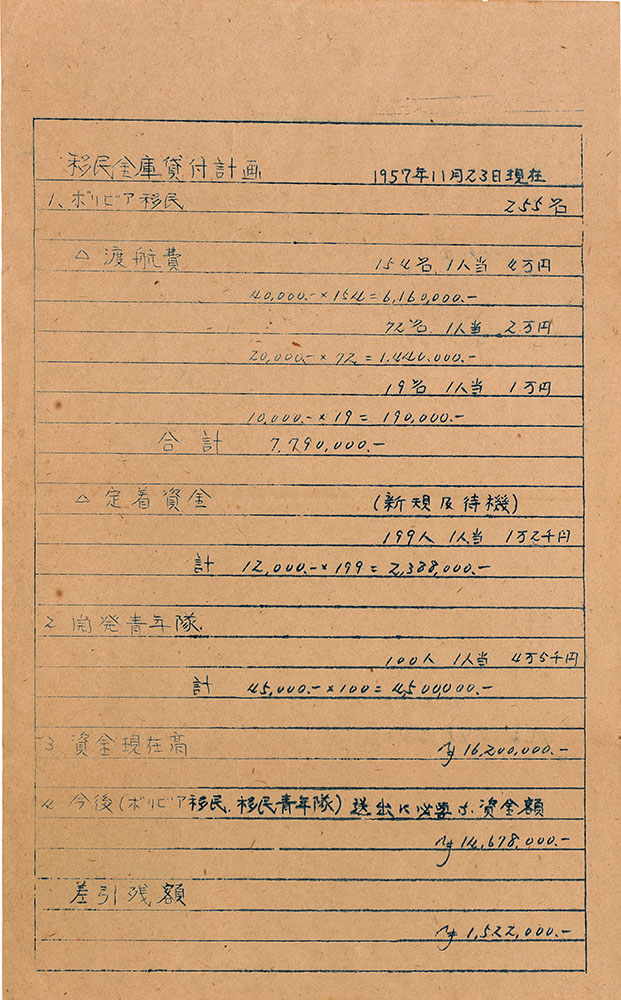 移民金庫貸付計画 1957年11月23日現在
1、ボリビア移民 255名
△ 渡航費 154名 1人当 4万円
40,000.-×154=6,160,000.-
72名 1人当 2万円
20,000.-×72=1,440,000.-
19名 1人当 1万円
10,000.-×19=190,000.-
合計 7,790,000.-
△ 定着資金 (新規及待機)
199人 1人当 1万2千円
計 12,000.-×199=2,388,000.-
2 開発青年隊
100人 1人当 4万5千円
計 45,000.-×100=4,500,000.-
3 資金現在高 ¥16,200,000.-
4 今後(ボリビア移民、移民青年隊)送出に必要な資金額
¥14,678,000.-
差引残額
¥1,522,000.-